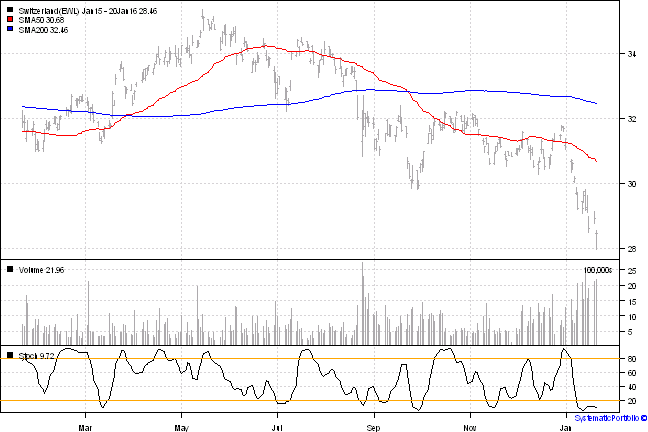 Switzerland(EWL) Jan15 - 20Jan16 28.46
SMA50 30.68
SMA200 32.46
34
32
30
28
Volume 21.96
100,000s
25
20
15
10
5
Stoch 9.72
80
60
40
20
Mar May Jul Sep Nov Jan
SystematicPortfolio ©